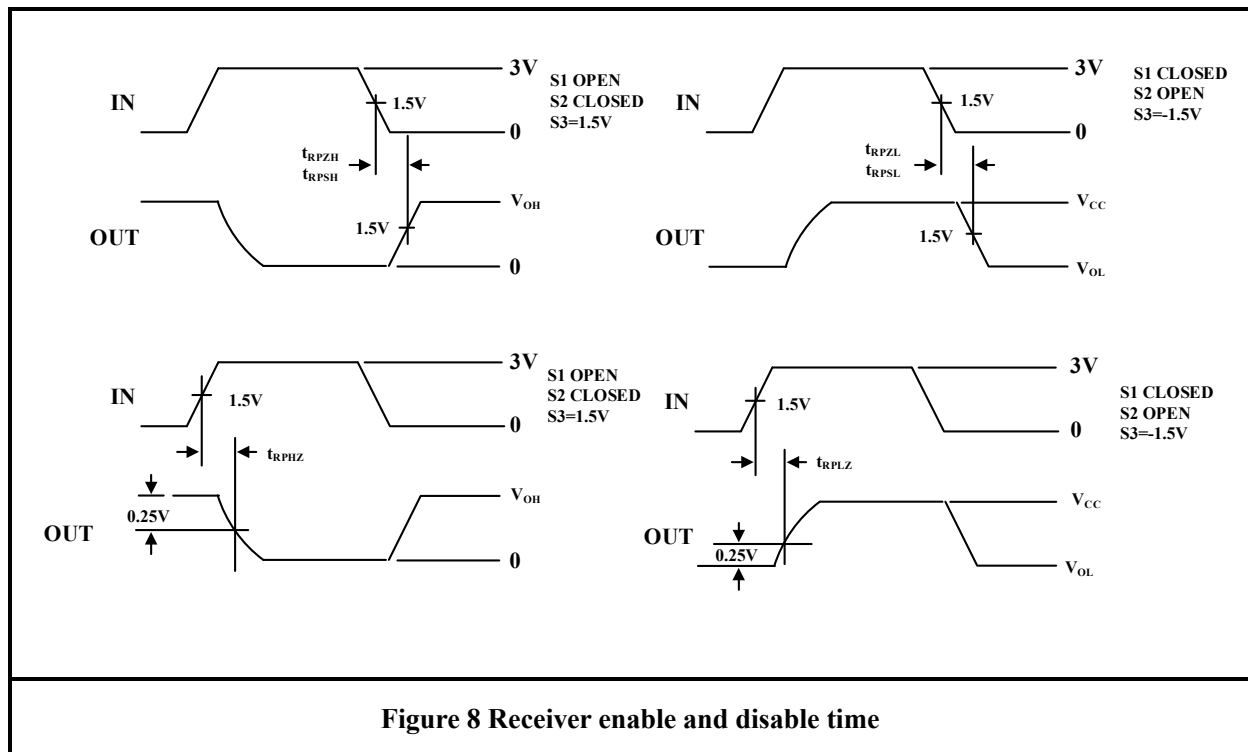 3V
S1 OPEN
S2 CLOSED
S3=1.5V
IN
1.5V
0
tRPZH
tRPSH
VOH
OUT
1.5V
0
3V
S1 CLOSED
S2 OPEN
S3=-1.5V
IN
1.5V
0
tRPZL
tRPSL
VCC
OUT
1.5V
VOL
3V
S1 OPEN
S2 CLOSED
S3=1.5V
IN
1.5V
0
tRPHZ
VOH
0.25V
OUT
0
3V
S1 CLOSED
S2 OPEN
S3=-1.5V
IN
1.5V
0
tRPLZ
VCC
OUT
0.25V
VOL
Figure 8 Receiver enable and disable time